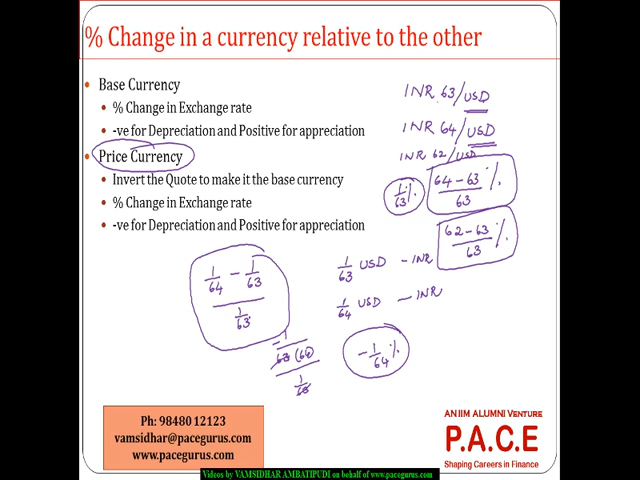 % Change in a currency relative to the other
• Base Currency
• % Change in Exchange rate
• -ve for Depreciation and Positive for appreciation
• Price Currency
• Invert the Quote to make it the base currency
• % Change in Exchange rate
• -ve for Depreciation and Positive for appreciation
INR 63/USD
INR 64/USD
INR 62/USD
1/63 %
64-63/63 %
62-63/63 %
1/63 USD - INR
1/64 USD - INR
1/64 - 1/63
1/63
-1
63 (64)
1/63
-1/64 %
Ph: 98480 12123
vamsidhar@pacegurus.com
www.pacegurus.com
AN IIM ALUMNI VENTURE
P.A.C.E
Shaping Careers in Finance
Videos by VAMSIDHAR AMBATIPUDI on behalf of www.pacegurus.com